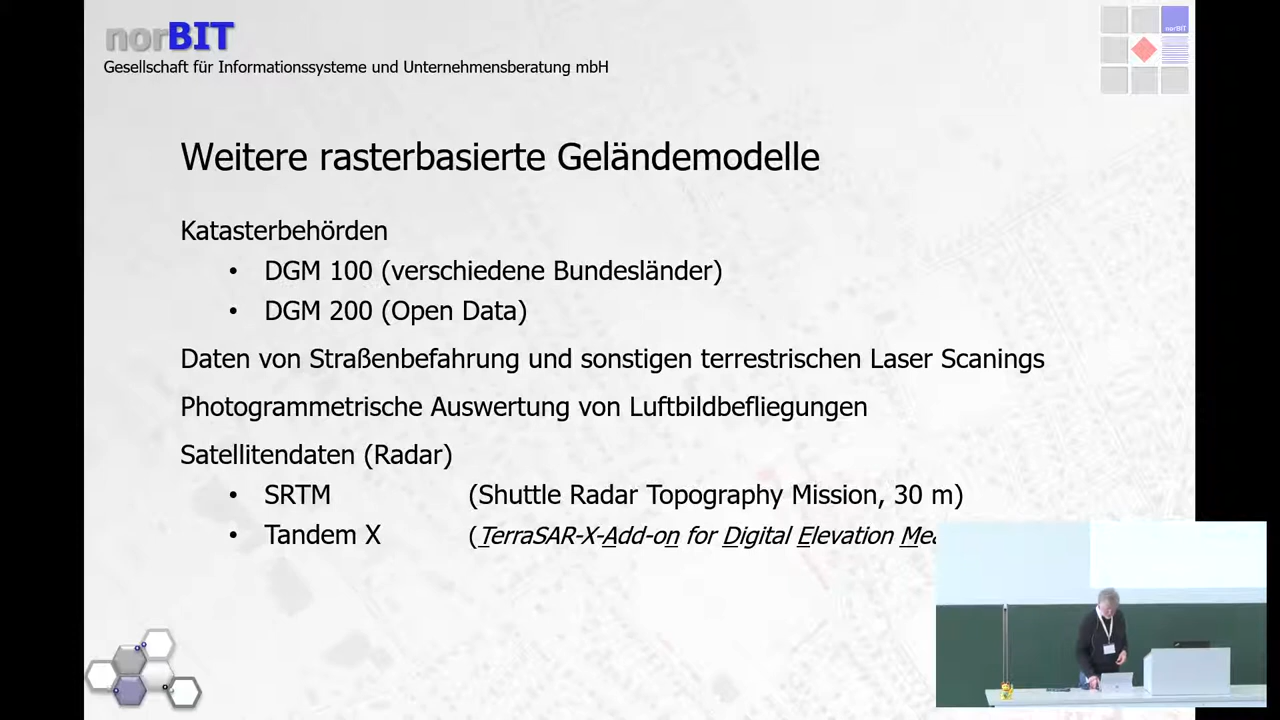 norBIT
Gesellschaft für Informationssysteme und Unternehmensberatung mbH
norBIT
Weitere rasterbasierte Geländemodelle
Katasterbehörden
• DGM 100 (verschiedene Bundesländer)
• DGM 200 (Open Data)
Daten von Straßenbefahrung und sonstigen terrestrischen Laser Scanings
Photogrammetrische Auswertung von Luftbildbefliegungen
Satellitendaten (Radar)
• SRTM (Shuttle Radar Topography Mission, 30 m)
• Tandem X (TerraSAR-X-Add-on for Digital Elevation Mea